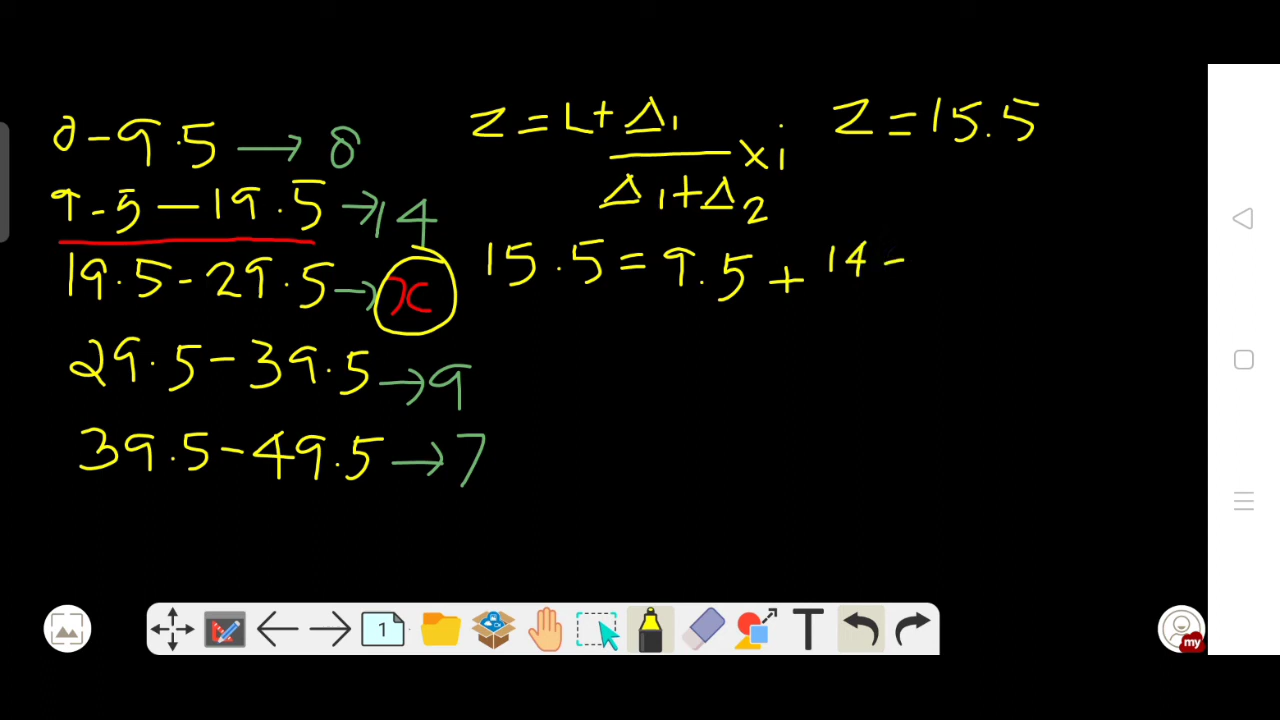 0-9.5 → 8
9.5-19.5 → 14
19.5-29.5 → x
29.5-39.5 → 9
39.5-49.5 → 7
Z = L + Δ1
Δ1+Δ2
×i
Z = 15.5
15.5 = 9.5 + 14 -
1
T
my